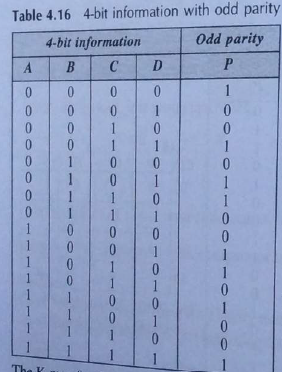 Table 4.16 4-bit information with odd parity
4-bit information Odd parity
A B C D P
0 0 0 0 1
0 0 0 1 0
0 0 1 0 0
0 0 1 1 1
0 1 0 0 0
0 1 0 1 1
0 1 1 0 1
0 1 1 1 0
1 0 0 0 0
1 0 0 1 1
1 0 1 0 1
1 0 1 1 0
1 1 0 0 1
1 1 0 1 0
1 1 1 0 0
1 1 1 1 1
The